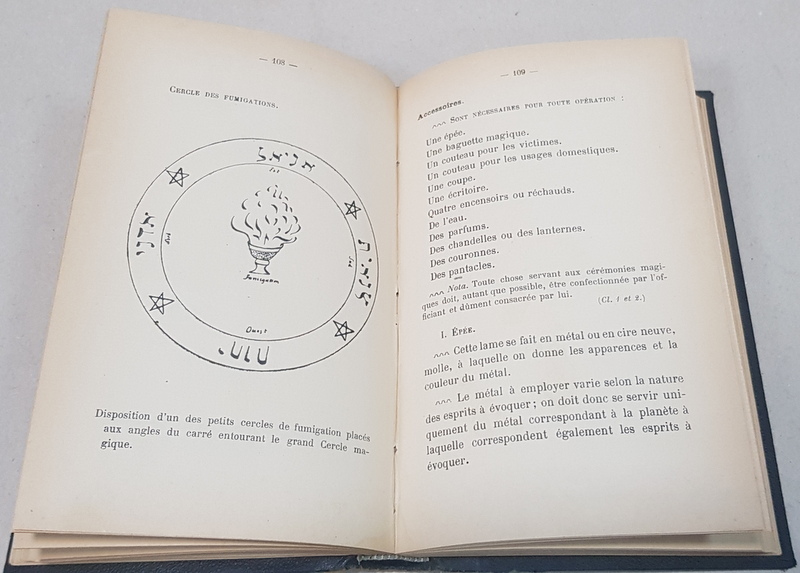 — 108 —
CERCLE DES FUMIGATIONS.
אניאל
Est
אדני
Sud
Fumigium
Ouest
Disposition d'un des petits cercles de fumigation placés
aux angles du carré entourant le grand Cercle ma-
gique.
— 109 —
Accessoires.
SONT NÉCESSAIRES POUR TOUTE OPÉRATION :
Une épée.
Une baguette magique.
Un couteau pour les victimes.
Un couteau pour les usages domestiques.
Une coupe.
Une écritoire.
Quatre encensoirs ou réchauds.
De l'eau.
Des parfums.
Des chandelles ou des lanternes.
Des couronnes.
Des pantacles.
Nota. Toute chose servant aux cérémonies magi-
ques doit, autant que possible, être confectionnée par l'of-
ficiant et dûment consacrée par lui. (Cl. 1 et 2.)
I. ÉPÉE.
Cette lame se fait en métal ou en cire neuve,
molle, à laquelle on donne les apparences et la
couleur du métal.
Le métal à employer varie selon la nature
des esprits à évoquer ; on doit donc se servir uni-
quement du métal correspondant à la planète à
laquelle correspondent également les esprits à
évoquer.